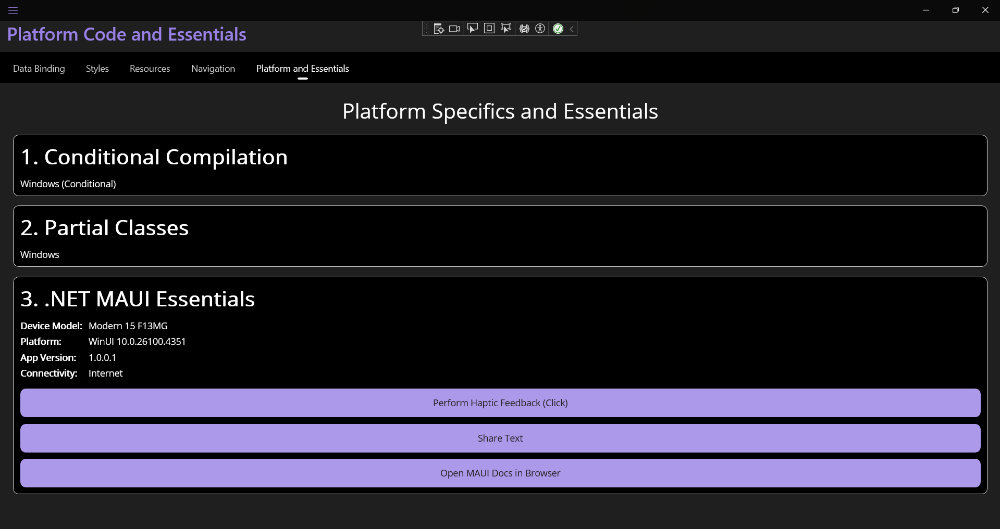 Platform Code and Essentials
Data Binding Styles Resources Navigation Platform and Essentials
Platform Specifics and Essentials
1. Conditional Compilation
Windows (Conditional)
2. Partial Classes
Windows
3. .NET MAUI Essentials
Device Model: Modern 15 F13MG
Platform: WinUI 10.0.26100.4351
App Version: 1.0.0.1
Connectivity: Internet
Perform Haptic Feedback (Click)
Share Text
Open MAUI Docs in Browser